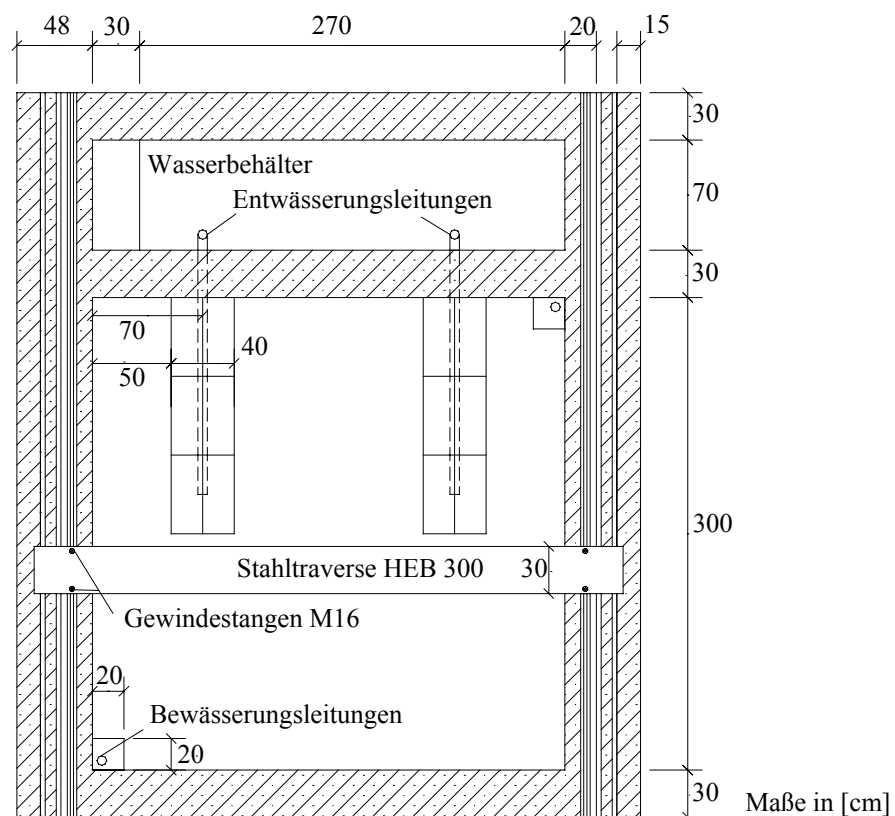 48 30 270 20 15
30
Wasserbehälter
70
Entwässerungsleitungen
30
70
40
50
300
Stahltraverse HEB 300 30
Gewindestangen M16
20
Bewässerungsleitungen
20
30
Maße in [cm]